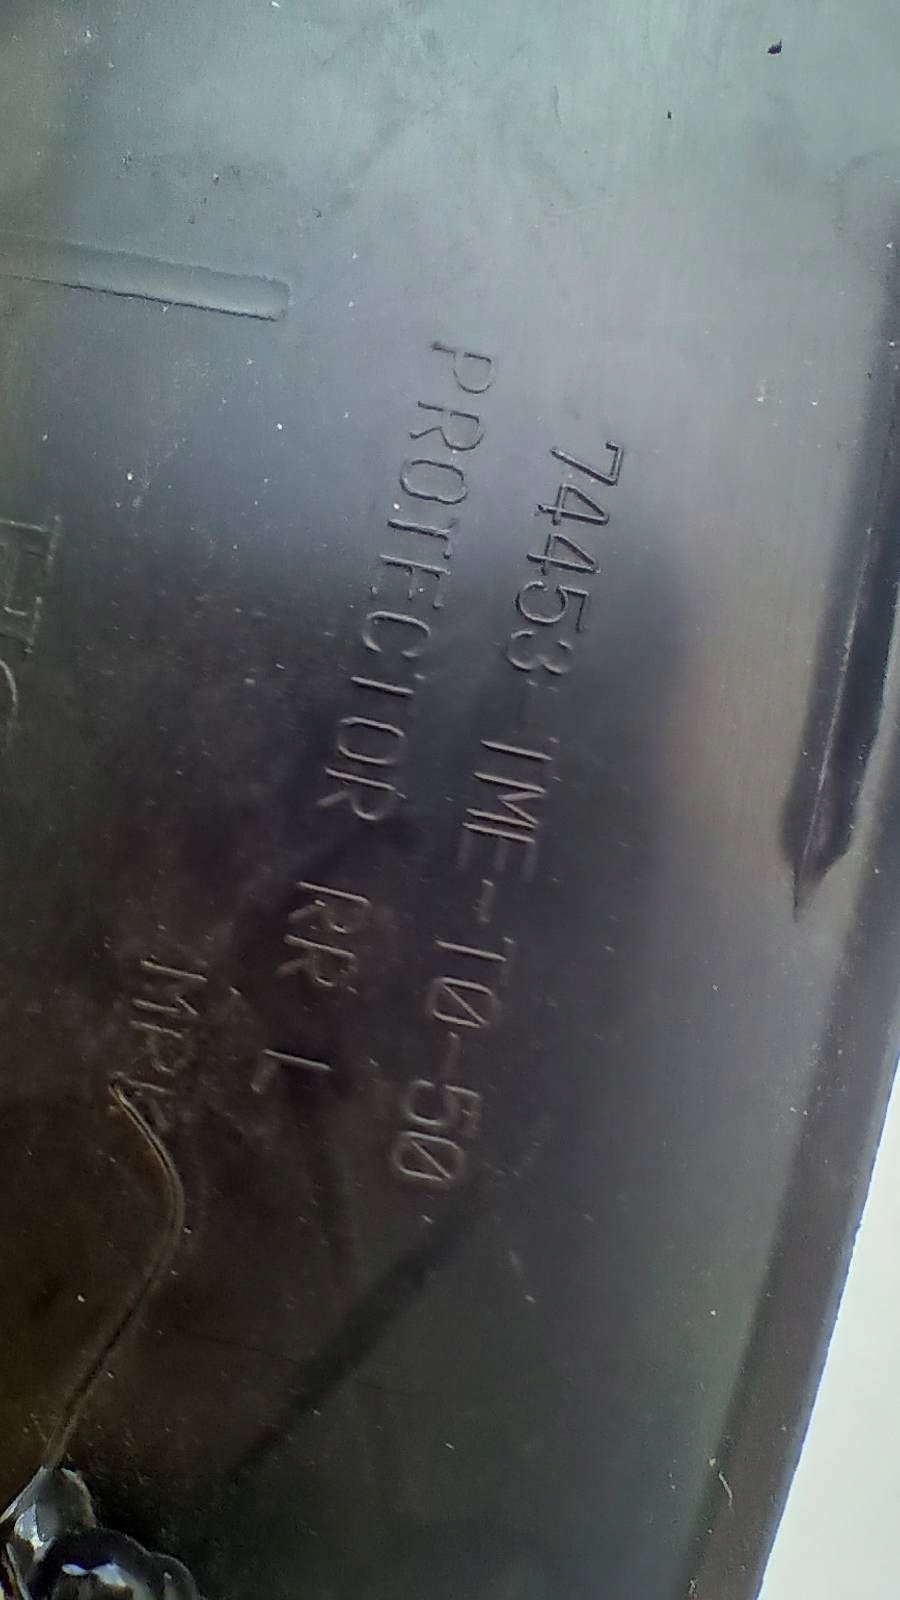 74453-TME-T0-50
PROTECTOR RR L